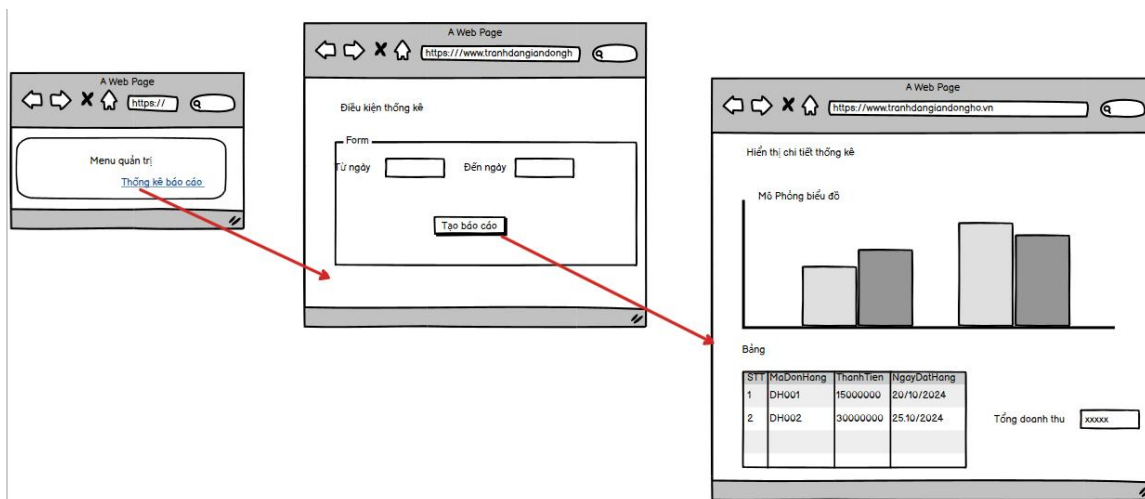 A Web Page
https://
Menu quản trị
Thống kê báo cáo
A Web Page
https:///www.tranhdangiandongh
Điều kiện thống kê
Form
Từ ngày
Đến ngày
Tạo báo cáo
A Web Page
https://www.tranhdangiandongho.vn
Hiển thị chi tiết thống kê
Mô Phỏng biểu đồ
Bảng
STT MaDonHang ThanhTien NgayDatHang
1 DH001 15000000 20/10/2024
2 DH002 30000000 25.10/2024
Tổng doanh thu xxxxx